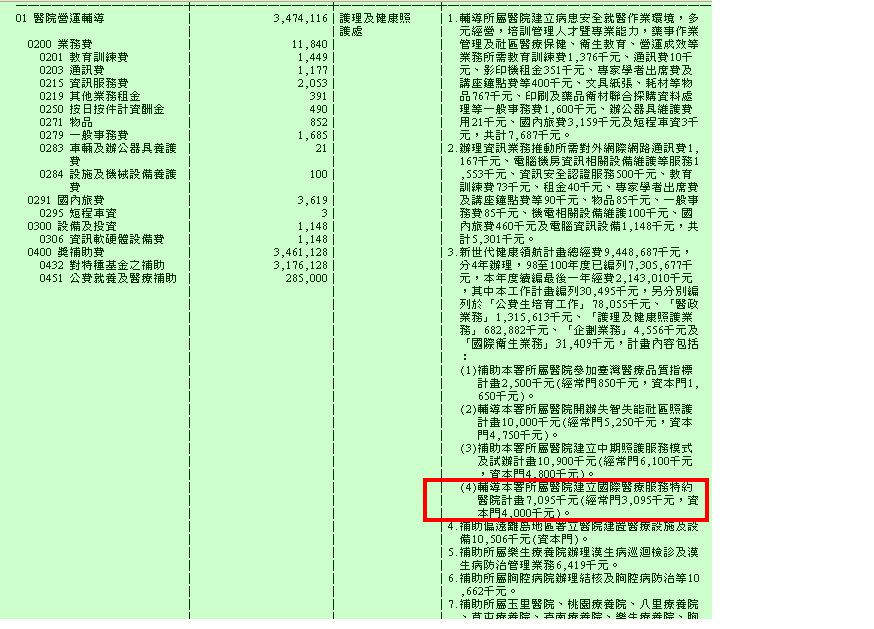 01 醫院營運輔導 3,474,116 護理及健康照
護處
0200 業務費 11,840
0201 教育訓練費 1,449
0203 通訊費 1,177
0215 資訊服務費 2,053
0219 其他業務租金 391
0250 按日按件計資酬金 490
0271 物品 852
0279 一般事務費 1,685
0283 車輛及辦公器具養護 21
費
0284 設施及機械設備養護 100
費
0291 國內旅費 3,619
0295 短程車資 3
0300 設備及投資 1,148
0306 資訊軟硬體設備費 1,148
0400 獎補助費 3,461,128
0432 對特種基金之補助 3,176,128
0451 公費就養及醫療補助 285,000
1.輔導所屬醫院建立病患安全就醫作業環境，多
元經營，培訓管理人才暨專業能力，藥事作業
管理及社區醫療保健、衛生教育、營運成效等
業務所需教育訓練費1,376千元、通訊費10千
元、影印機租金351千元、專家學者出席費及
講座鐘點費等400千元、文具紙張、耗材等物
品767千元、印刷及藥品衛材聯合採購資料處
理等一般事務費1,600千元、辦公器具維護費
用21千元、國內旅費3,159千元及短程車資3千
元，共計7,687千元。
2.辦理資訊業務推動所需對外網際網路通訊費1,
167千元、電腦機房資訊相關設備維護等服務1
,553千元、資訊安全認證服務500千元、教育
訓練費73千元、租金40千元、專家學者出席費
及講座鐘點費等90千元、物品85千元、一般事
務費85千元、機電相關設備維護100千元、國
內旅費460千元及電腦資訊設備1,148千元，共
計5,301千元。
3.新世代健康領航計畫總經費9,448,687千元，
分4年辦理，98至100年度已編列7,305,677千
元，本年度續編最後一年經費2,143,010千元
，其中本工作計畫編列30,495千元，另分別編
列於「公費生培育工作」78,055千元、「醫政
業務」1,315,613千元、「護理及健康照護業
務」682,882千元、「企劃業務」4,556千元及
「國際衛生業務」31,409千元，計畫內容包括
：
(1)補助本署所屬醫院參加臺灣醫療品質指標
計畫2,500千元(經常門850千元，資本門1,
650千元)。
(2)輔導本署所屬醫院開辦失智失能社區照護
計畫10,000千元(經常門5,250千元，資本
門4,750千元)。
(3)補助本署所屬醫院建立中期照護服務模式
及試辦計畫10,900千元(經常門6,100千元
，資本門4,800千元)。
(4)輔導本署所屬醫院建立國際醫療服務特約
醫院計畫7,095千元(經常門3,095千元，資
本門4,000千元)。
4.補助偏遠離島地區署立醫院建置醫療設施及設
備10,506千元(資本門)。
5.補助所屬樂生療養院辦理漢生病巡迴檢診及漢
生病防治管理業務6,419千元。
6.補助所屬胸腔病院辦理結核及胸腔病防治等10
,662千元。
7.補助所屬玉里醫院、桃園療養院、八里療養院
、草屯療養院、嘉南療養院、樂生療養院、胸